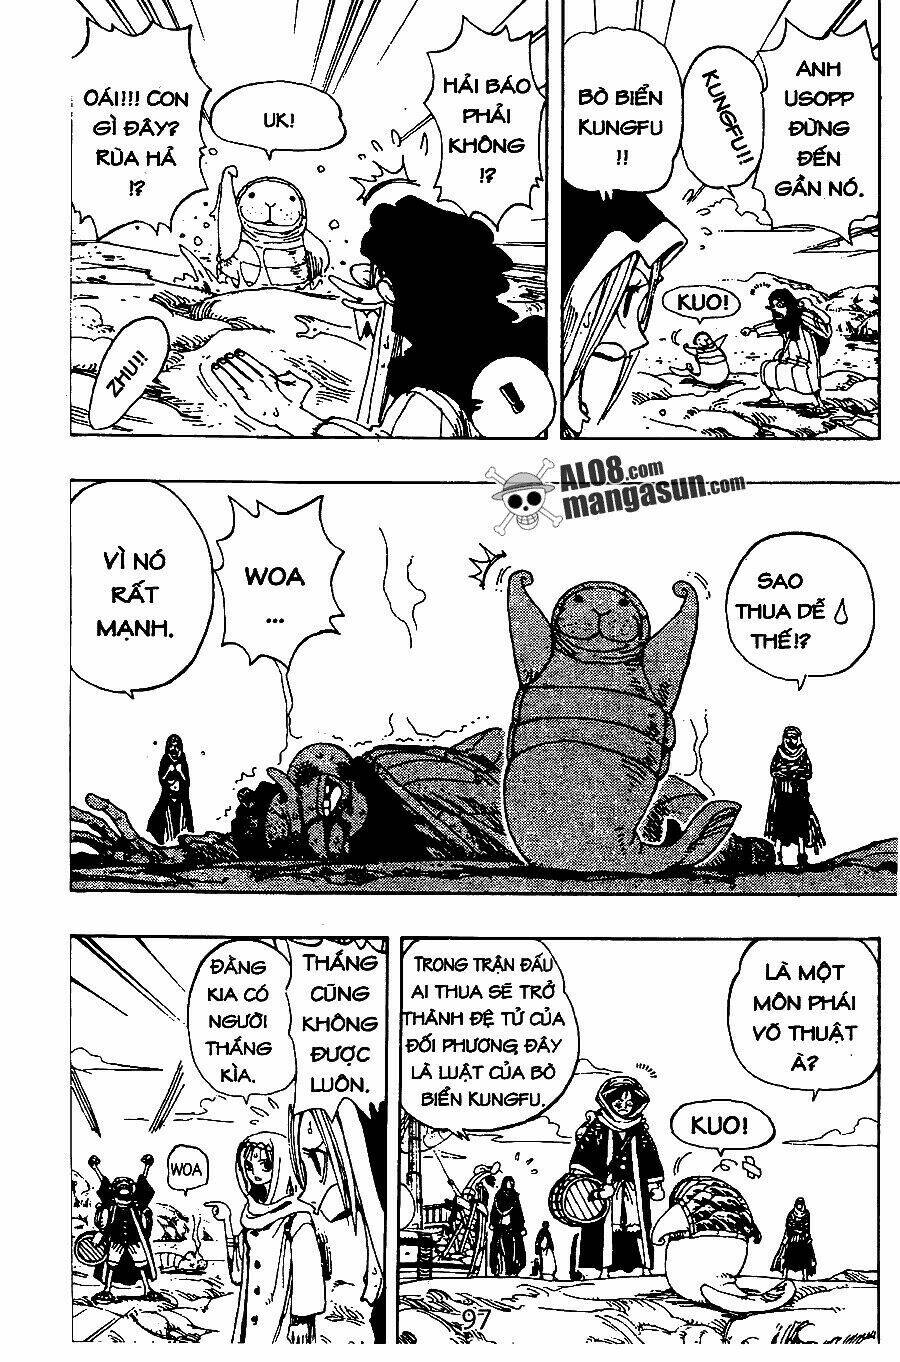 ANH
USOPP
ĐỪNG
ĐẾN
GẦN NÓ.
KUNGFU!!
BÒ BIỂN
KUNGFU
!!
KUO!
HẢI BÁO
PHẢI
KHÔNG
!?
UK!
OÁI!!!! CON
GÌ ĐÂY?
RÙA HẢ
!?
ZHU!!
!
AL08.com
mangasun.com
SAO
THUA DỄ
THẾ!?
WOA
...
VÌ NÓ
RẤT
MẠNH.
LÀ MỘT
MÔN PHÁI
VÕ THUẬT
À?
KUO!
TRONG TRẬN ĐẤU
AI THUA SẼ TRỞ
THÀNH ĐỆ TỬ CỦA
ĐỐI PHƯƠNG, ĐÂY
LÀ LUẬT CỦA BÒ
BIỂN KUNGFU.
THẮNG
CŨNG
KHÔNG
ĐƯỢC
LUÔN.
ĐẰNG
KIA CÓ
NGƯỜI
THẮNG
KÌA.
WOA
97